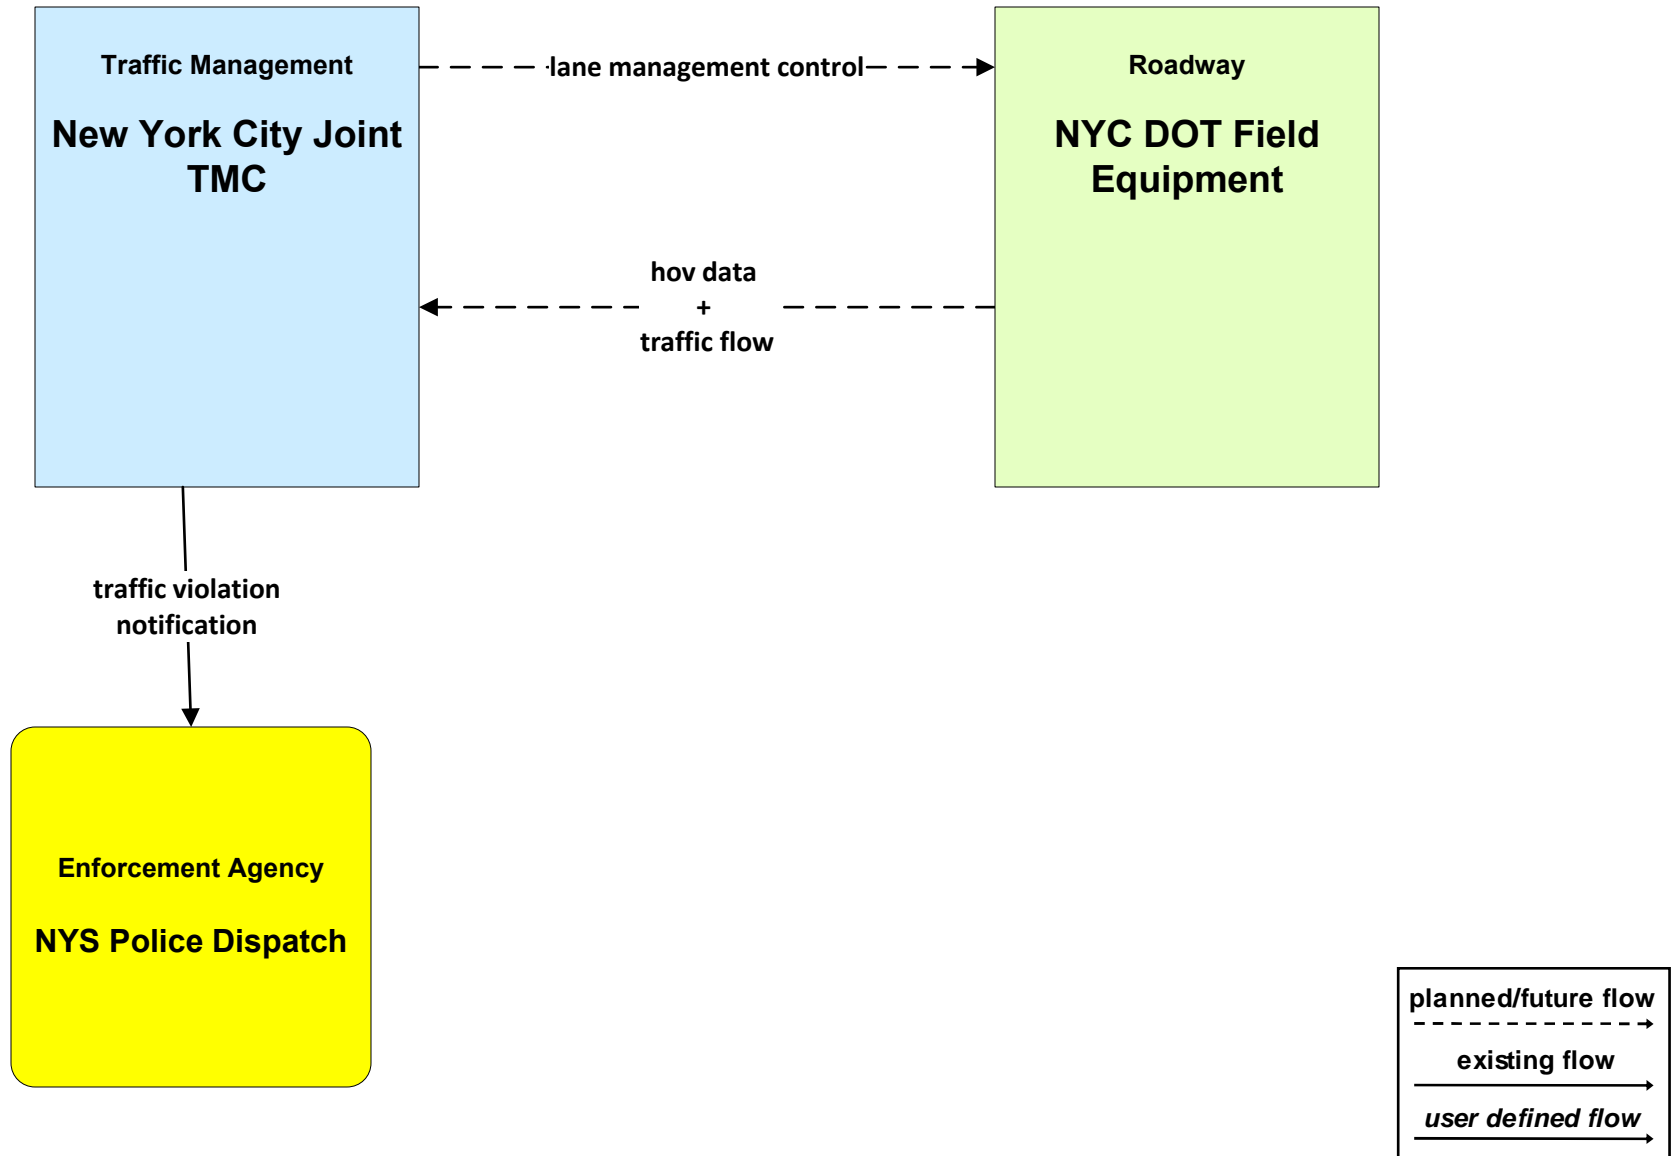 Traffic Management
New York City Joint
TMC
lane management control
Roadway
NYC DOT Field
Equipment
hov data
+
traffic flow
traffic violation
notification
Enforcement Agency
NYS Police Dispatch
planned/future flow
existing flow
user defined flow